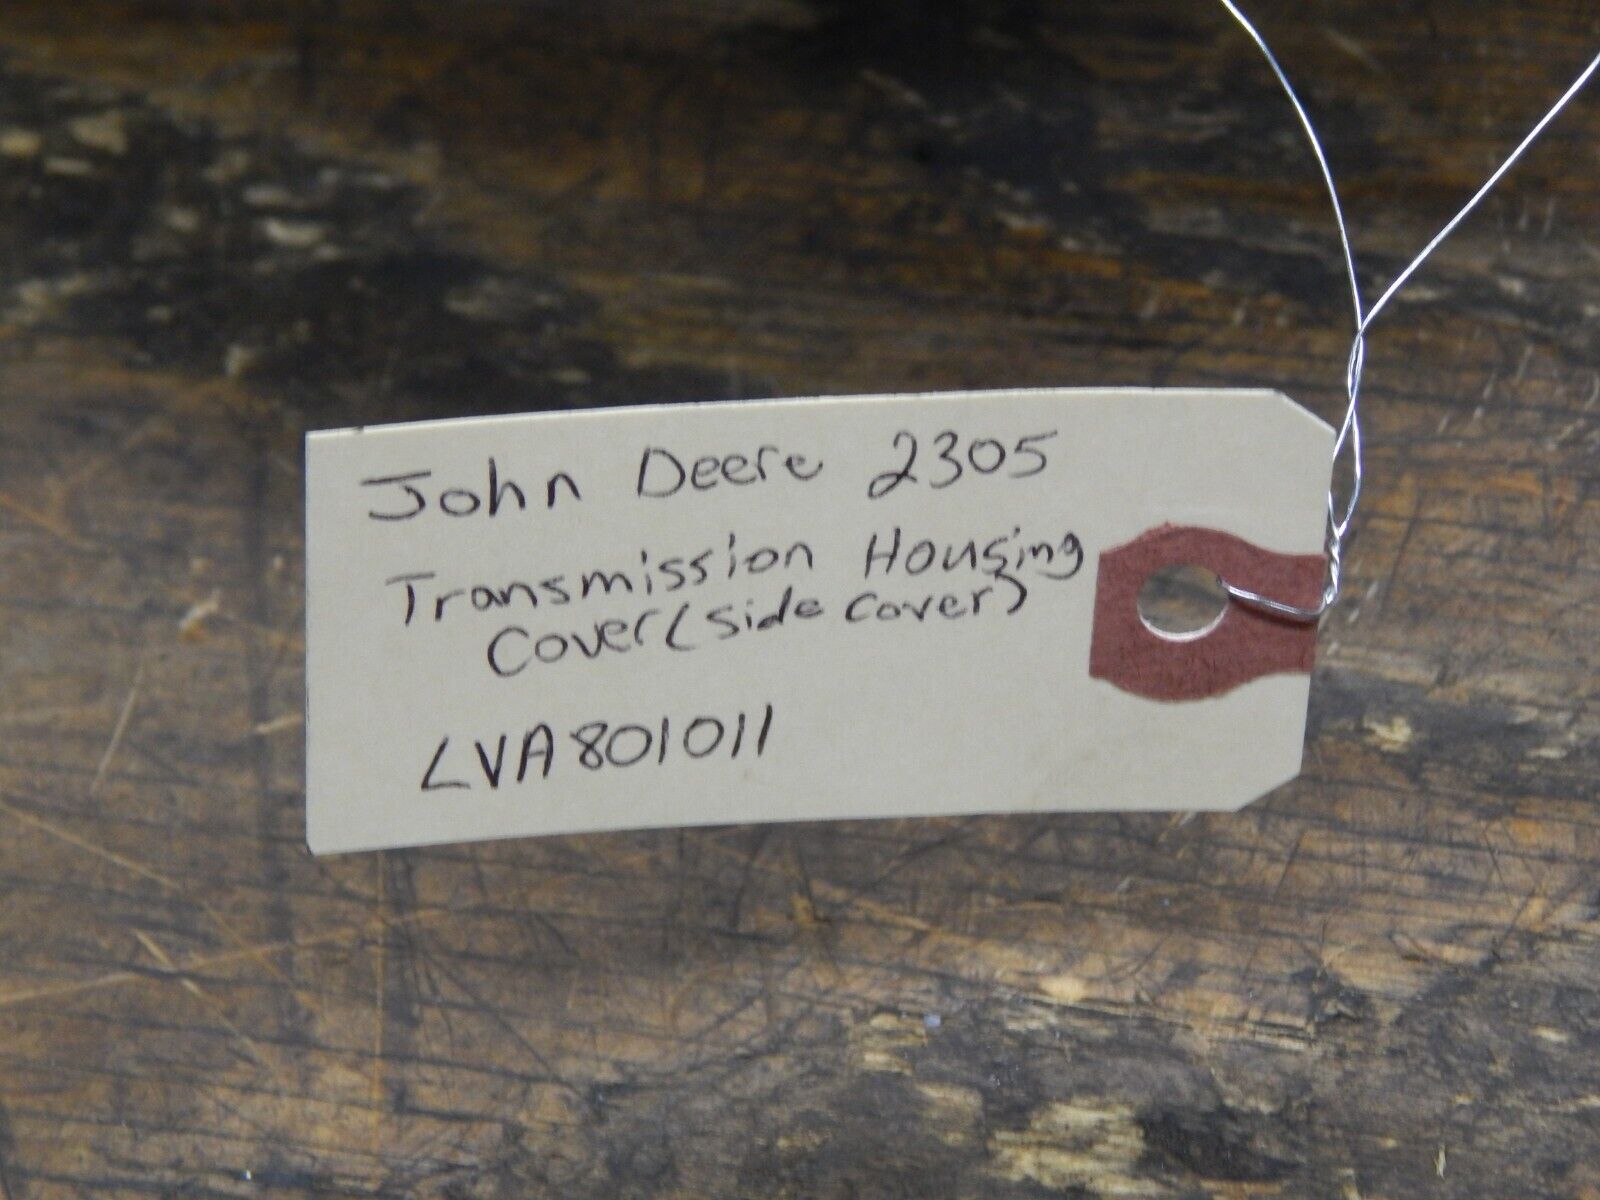 John Deere 2305
Transmission Housing
Cover (side cover)
LVA801011